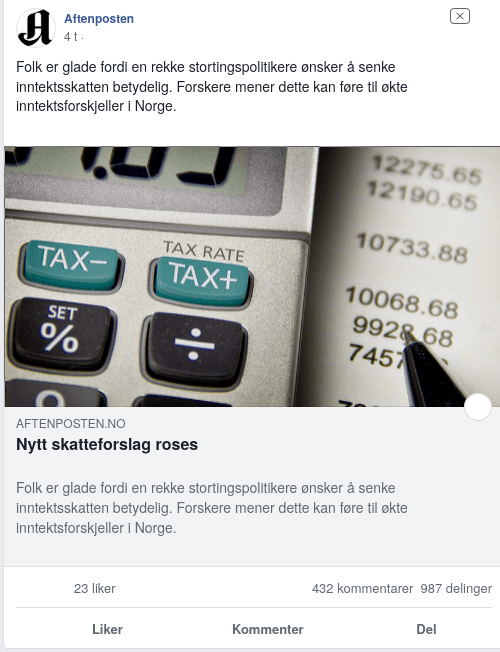 Aftenposten
4 t ·
Folk er glade fordi en rekke stortingspolitikere ønsker å senke
inntektsskatten betydelig. Forskere mener dette kan føre til økte
inntektsforskjeller i Norge.
12275.65
12190.65
10733.88
10068.68
9928.68
TAX−
TAX RATE
TAX+
SET
%
÷
AFTENPOSTEN.NO
Nytt skatteforslag roses
Folk er glade fordi en rekke stortingspolitikere ønsker å senke
inntektsskatten betydelig. Forskere mener dette kan føre til økte
inntektsforskjeller i Norge.
23 liker
432 kommentarer 987 delinger
Liker Kommenter Del